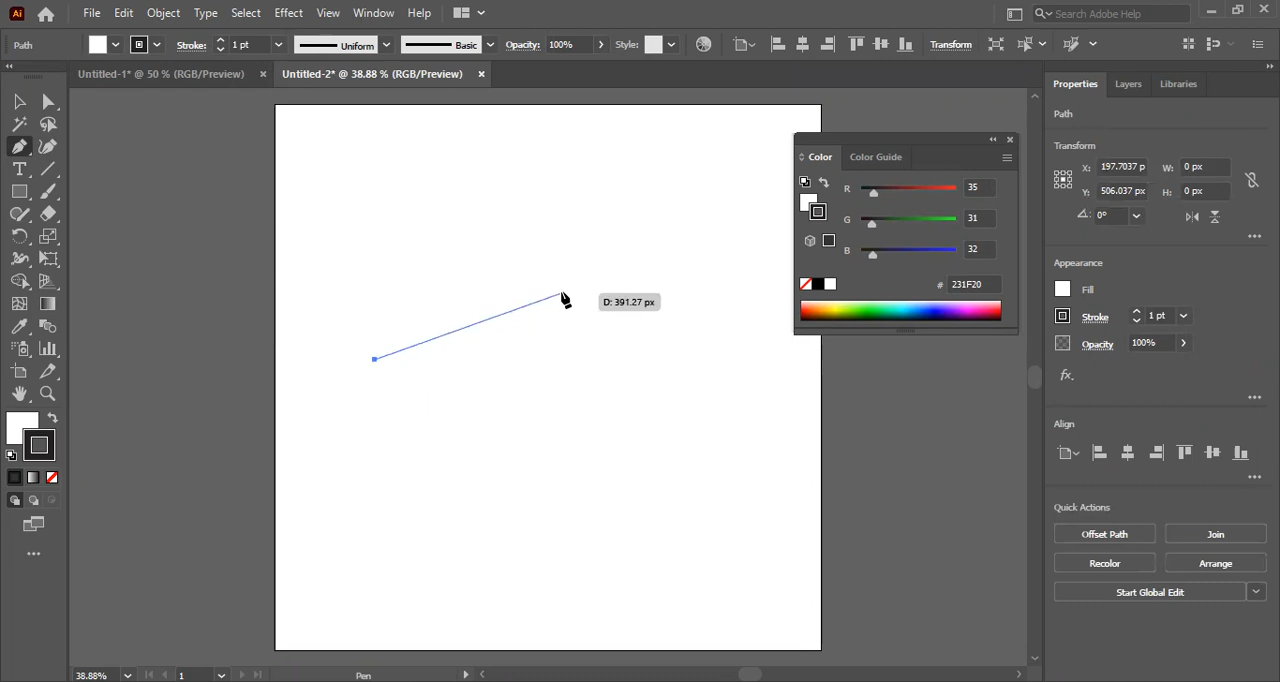 Ai File Edit Object Type Select Effect View Window Help Search Adobe Help
Path Stroke: 1 pt Uniform Basic Opacity: 100% Style: Transform
Untitled-1* @ 50 % (RGB/Preview) Untitled-2* @ 38.88 % (RGB/Preview)
Properties Layers Libraries
Path
Transform
X: 197.7037 p W: 0 px
Y: 506.037 px H: 0 px
0°
Appearance
Fill
Stroke 1 pt
Opacity 100%
fx.
Align
Quick Actions
Offset Path Join
Recolor Arrange
Start Global Edit
Color Color Guide
R 35
G 31
B 32
# 231F20
D: 391.27 px
T
38.88% 1 Pen